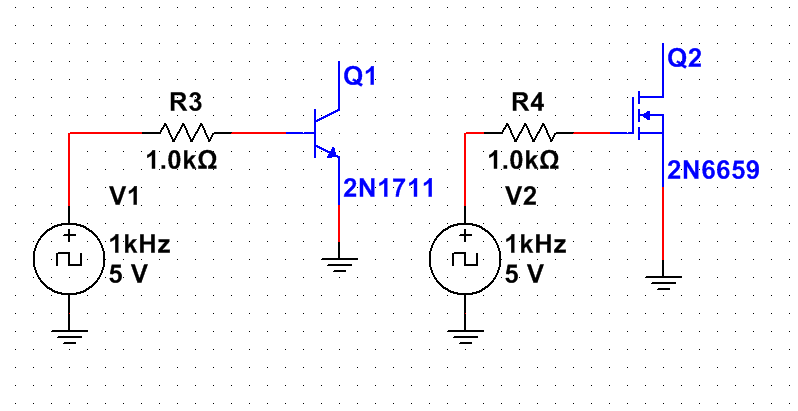 Q1
Q2
R3
R4
1.0kΩ
1.0kΩ
2N1711
2N6659
V1
V2
1kHz
5 V
1kHz
5 V